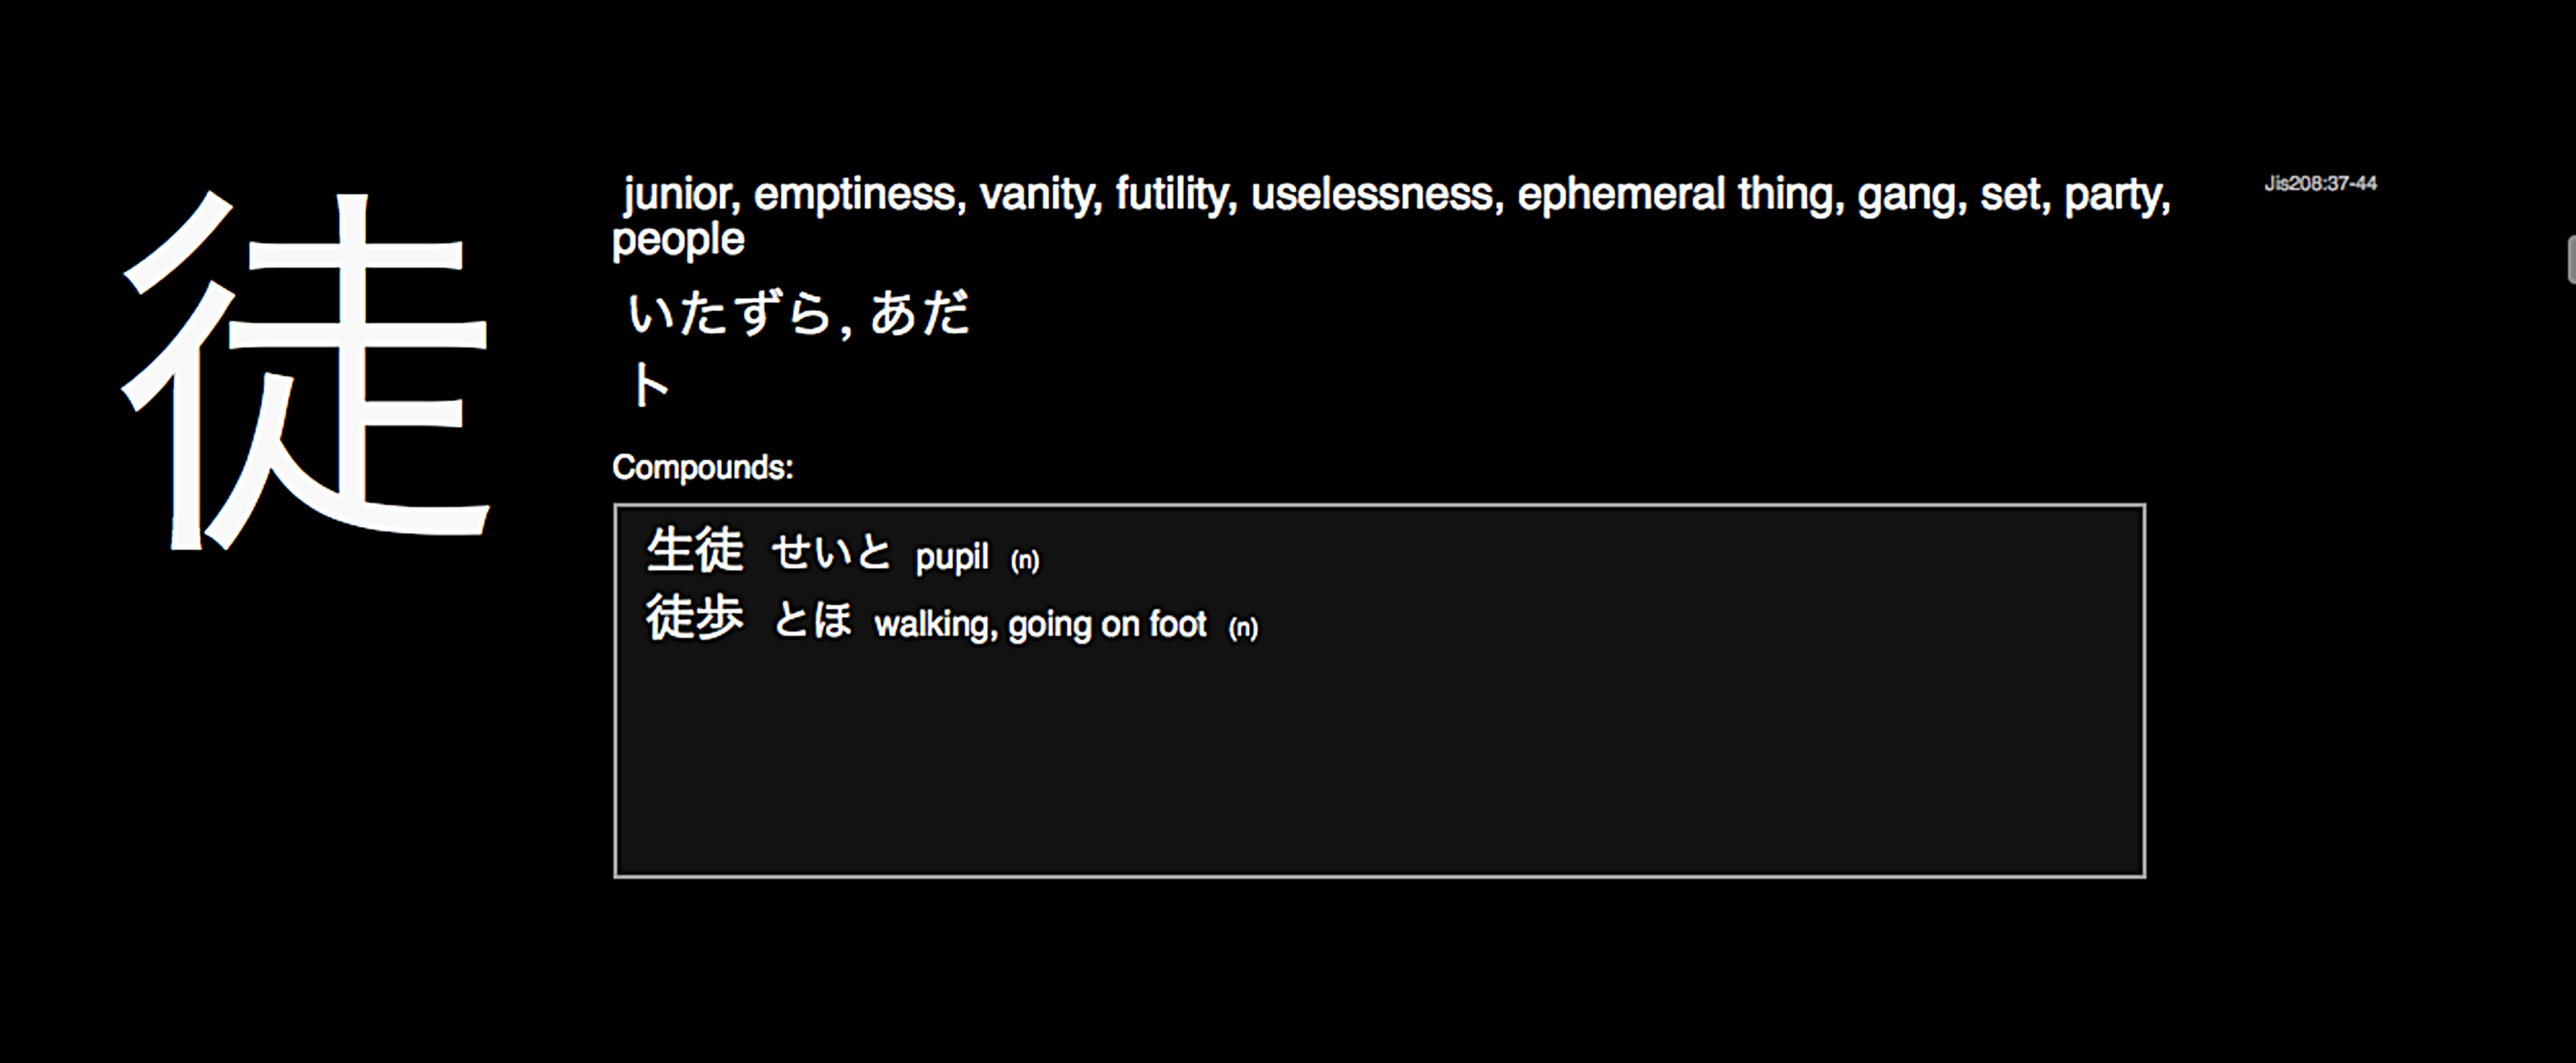 徒
junior, emptiness, vanity, futility, uselessness, ephemeral thing, gang, set, party,
people
Jis208:37-44
いたずら, あだ
ト
Compounds:
生徒 せいと pupil (n)
徒歩 とほ walking, going on foot (n)